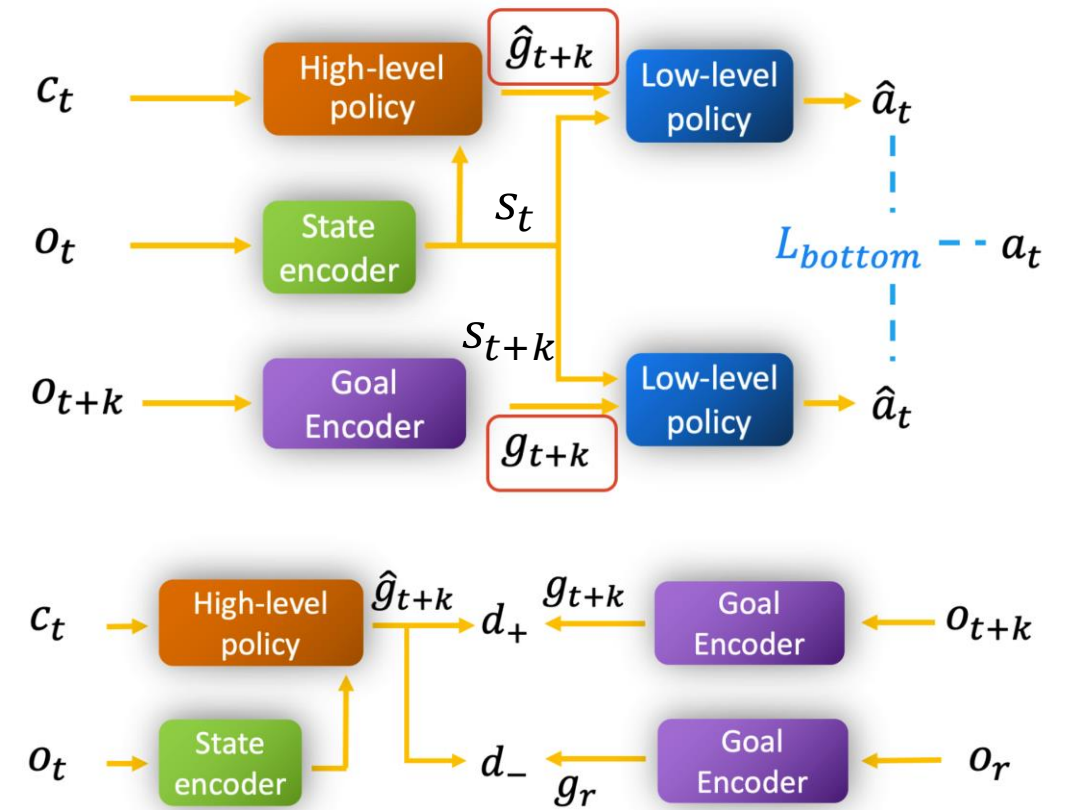 c_t
High-level
policy
ĝ_{t+k}
Low-level
policy
â_t
o_t
State
encoder
s_t
L_{bottom}
a_t
o_{t+k}
Goal
Encoder
s_{t+k}
g_{t+k}
Low-level
policy
â_t
c_t
High-level
policy
ĝ_{t+k}
d_+
g_{t+k}
Goal
Encoder
o_{t+k}
o_t
State
encoder
d_−
g_r
Goal
Encoder
o_r